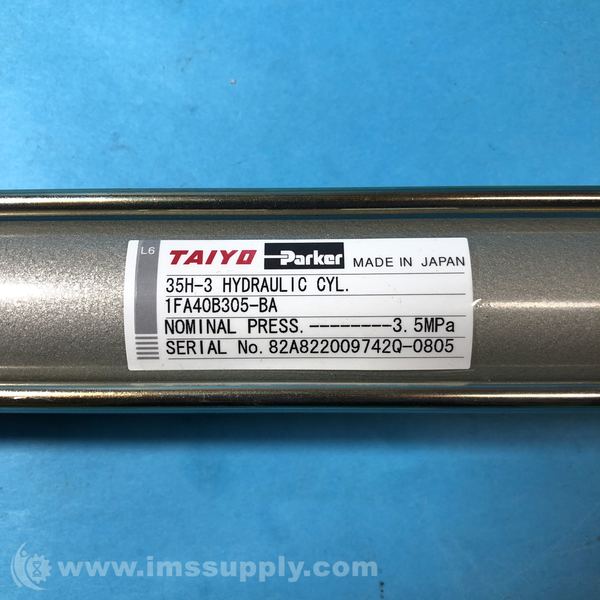 L6 TAIYO Parker MADE IN JAPAN
35H-3 HYDRAULIC CYL.
1FA40B305-BA
NOMINAL PRESS.--------3.5MPa
SERIAL No.82A822009742Q-0805
www.imssupply.com